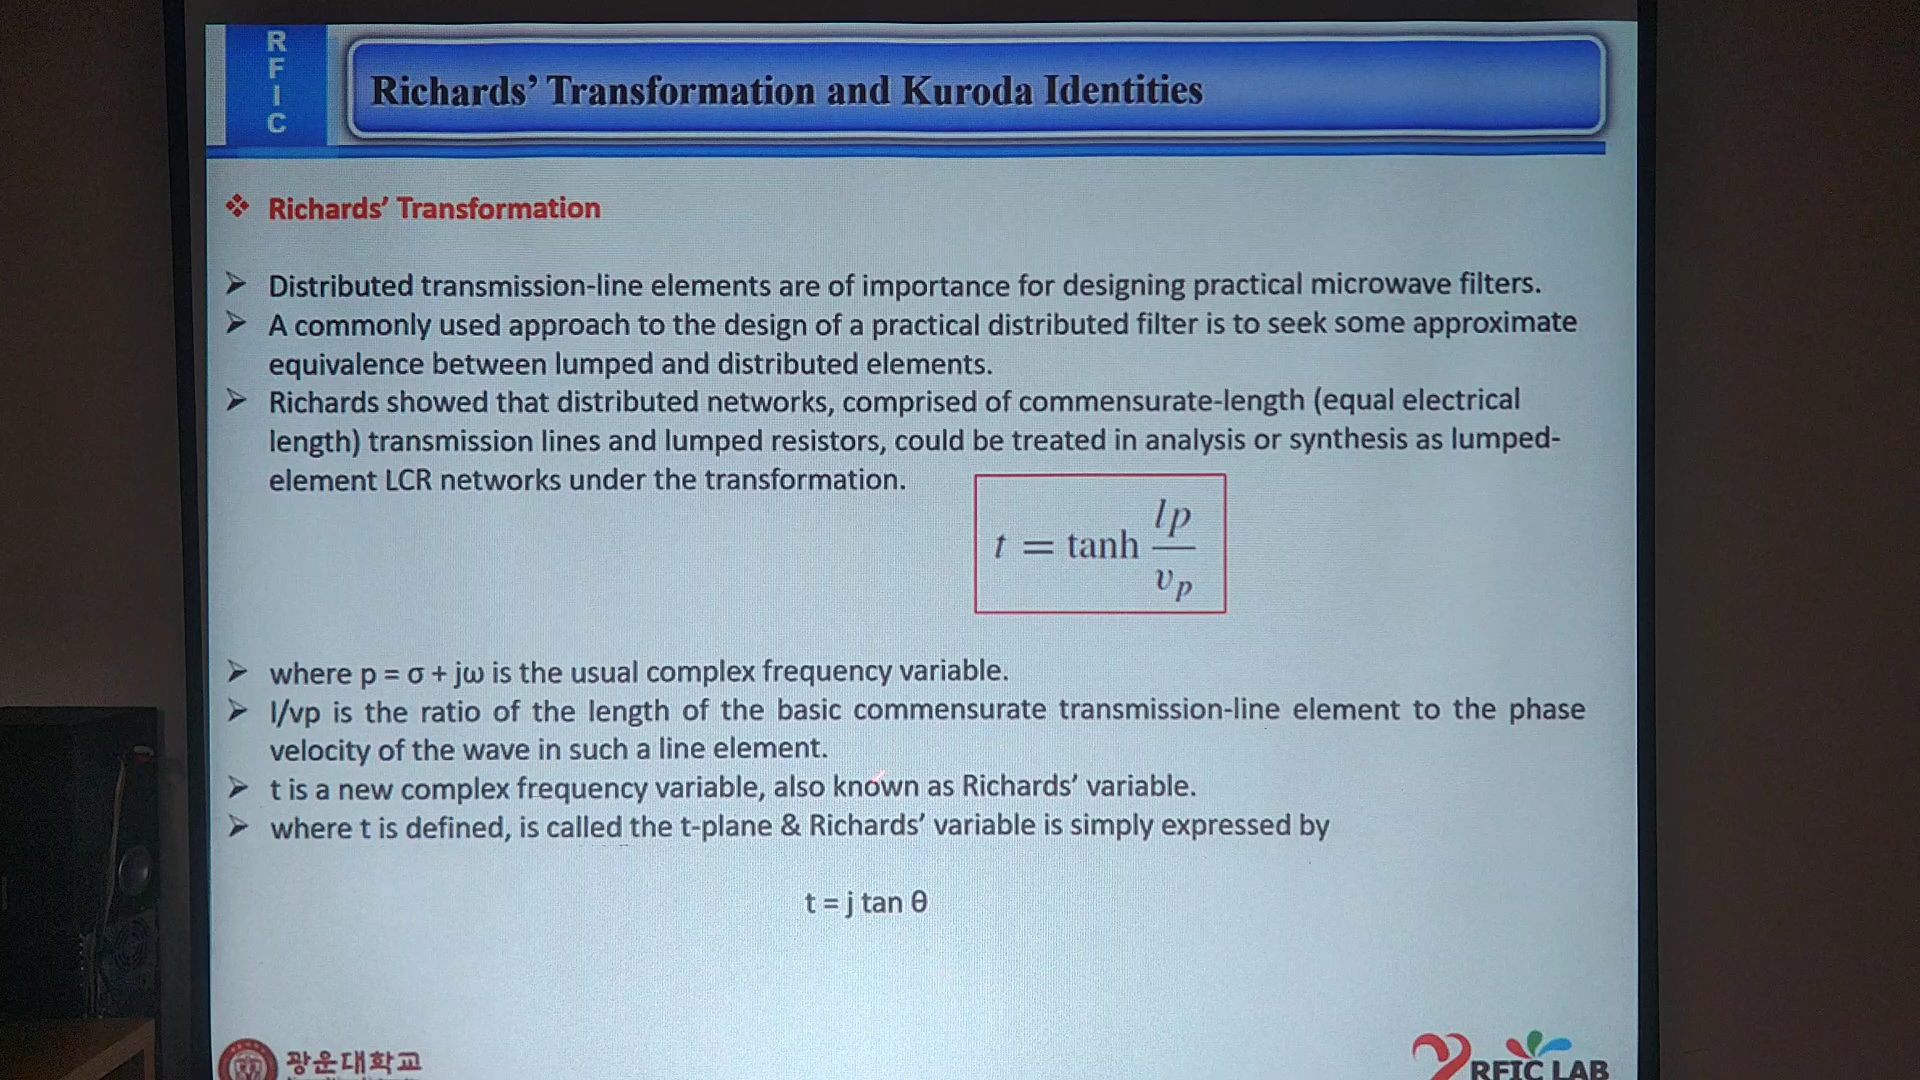 RFIC
Richards’ Transformation and Kuroda Identities
❖ Richards’ Transformation
➤ Distributed transmission-line elements are of importance for designing practical microwave filters.
➤ A commonly used approach to the design of a practical distributed filter is to seek some approximate
equivalence between lumped and distributed elements.
➤ Richards showed that distributed networks, comprised of commensurate-length (equal electrical
length) transmission lines and lumped resistors, could be treated in analysis or synthesis as lumped-
element LCR networks under the transformation.
t = tanh lp/v_p
➤ where p = σ + jω is the usual complex frequency variable.
➤ l/vp is the ratio of the length of the basic commensurate transmission-line element to the phase
velocity of the wave in such a line element.
➤ t is a new complex frequency variable, also known as Richards’ variable.
➤ where t is defined, is called the t-plane & Richards’ variable is simply expressed by
t = j tan θ
광운대학교
RFIC LAB